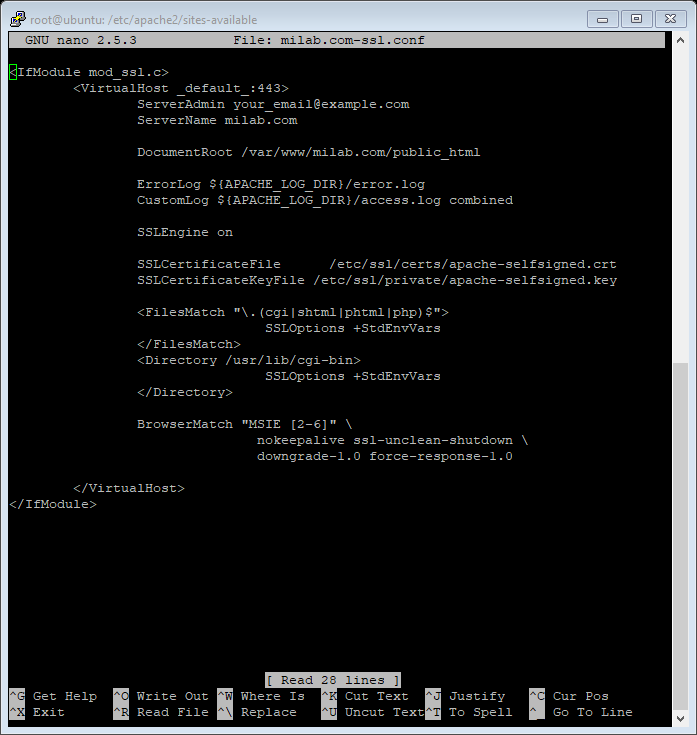 root@ubuntu: /etc/apache2/sites-available
GNU nano 2.5.3 File: milab.com-ssl.conf
<IfModule mod_ssl.c>
<VirtualHost _default_:443>
ServerAdmin your_email@example.com
ServerName milab.com
DocumentRoot /var/www/milab.com/public_html
ErrorLog ${APACHE_LOG_DIR}/error.log
CustomLog ${APACHE_LOG_DIR}/access.log combined
SSLEngine on
SSLCertificateFile /etc/ssl/certs/apache-selfsigned.crt
SSLCertificateKeyFile /etc/ssl/private/apache-selfsigned.key
<FilesMatch "\.(cgi|shtml|phtml|php)$">
SSLOptions +StdEnvVars
</FilesMatch>
<Directory /usr/lib/cgi-bin>
SSLOptions +StdEnvVars
</Directory>
BrowserMatch "MSIE [2-6]" \
nokeepalive ssl-unclean-shutdown \
downgrade-1.0 force-response-1.0
</VirtualHost>
</IfModule>
[ Read 28 lines ]
^G Get Help ^O Write Out ^W Where Is ^K Cut Text ^J Justify ^C Cur Pos
^X Exit ^R Read File ^\ Replace ^U Uncut Text ^T To Spell ^_ Go To Line